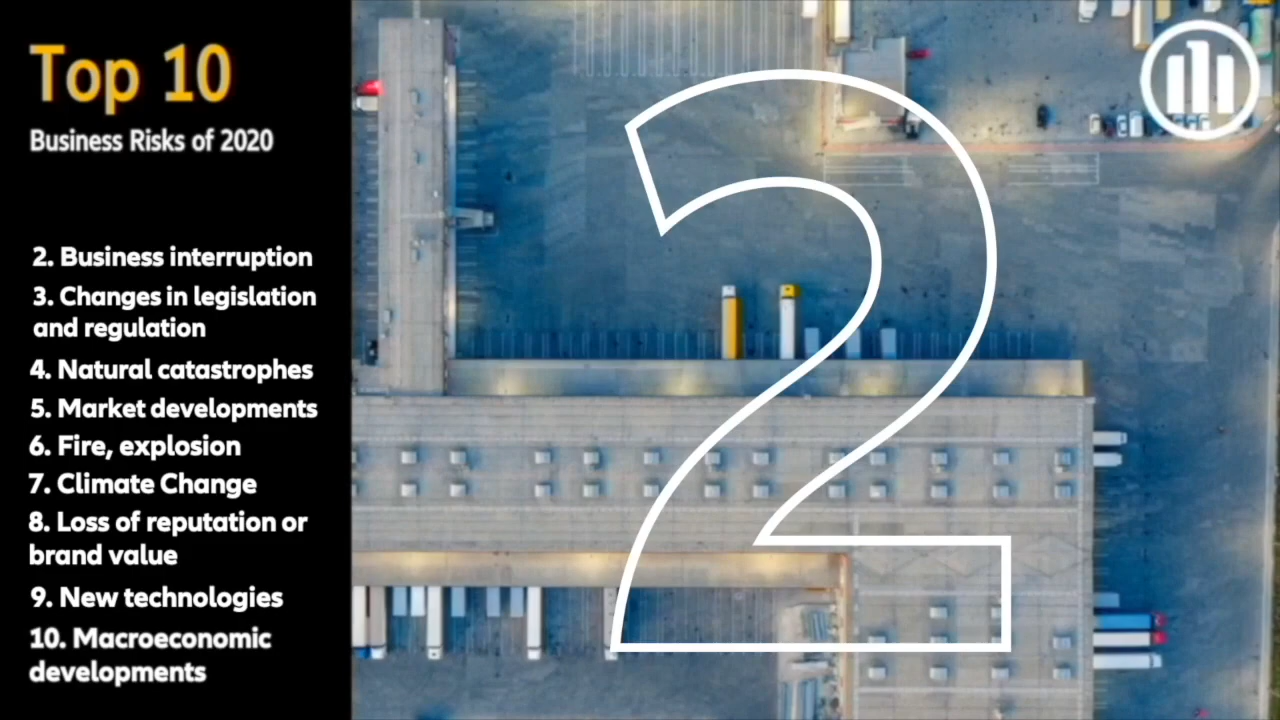 Top 10
Business Risks of 2020
2. Business interruption
3. Changes in legislation
and regulation
4. Natural catastrophes
5. Market developments
6. Fire, explosion
7. Climate Change
8. Loss of reputation or
brand value
9. New technologies
10. Macroeconomic
developments
2